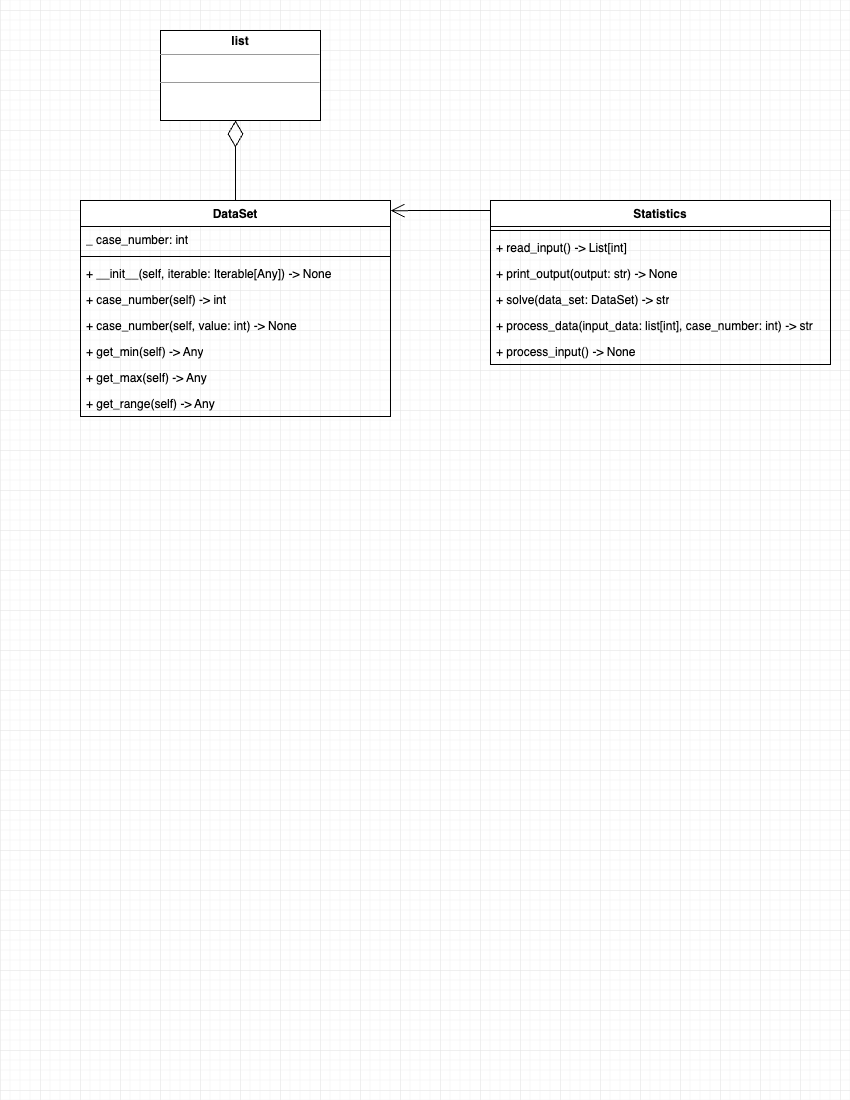 list
DataSet
_ case_number: int
+ __init__(self, iterable: Iterable[Any]) -> None
+ case_number(self) -> int
+ case_number(self, value: int) -> None
+ get_min(self) -> Any
+ get_max(self) -> Any
+ get_range(self) -> Any
Statistics
+ read_input() -> List[int]
+ print_output(output: str) -> None
+ solve(data_set: DataSet) -> str
+ process_data(input_data: list[int], case_number: int) -> str
+ process_input() -> None